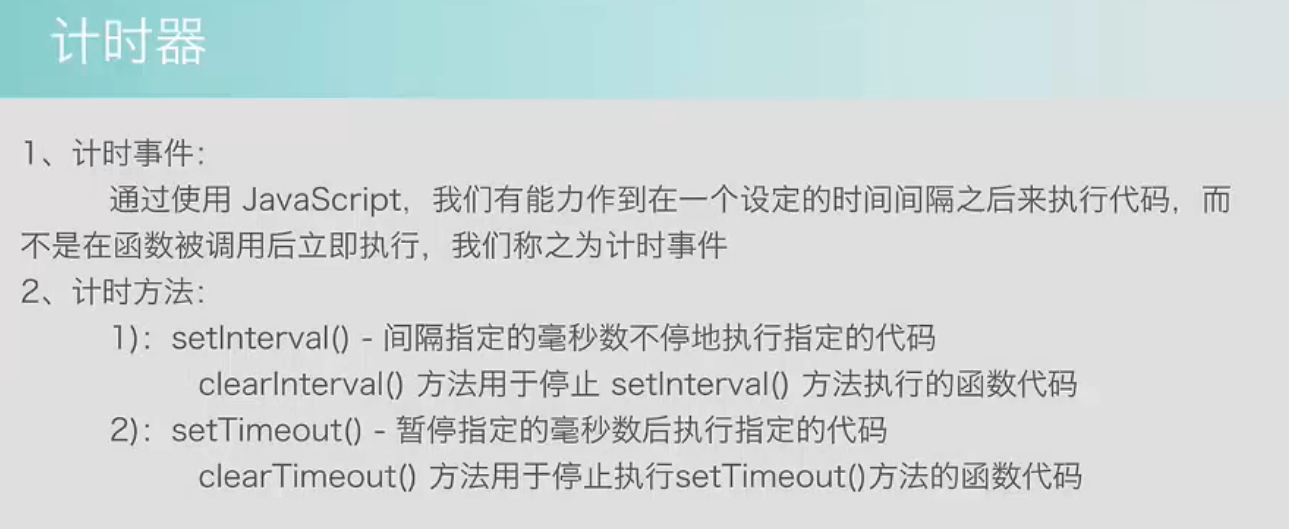 计时器
1、计时事件：
通过使用 JavaScript，我们有能力作到在一个设定的时间间隔之后来执行代码，而
不是在函数被调用后立即执行，我们称之为计时事件
2、计时方法：
1)：setInterval() - 间隔指定的毫秒数不停地执行指定的代码
clearInterval() 方法用于停止 setInterval() 方法执行的函数代码
2)：setTimeout() - 暂停指定的毫秒数后执行指定的代码
clearTimeout() 方法用于停止执行setTimeout()方法的函数代码